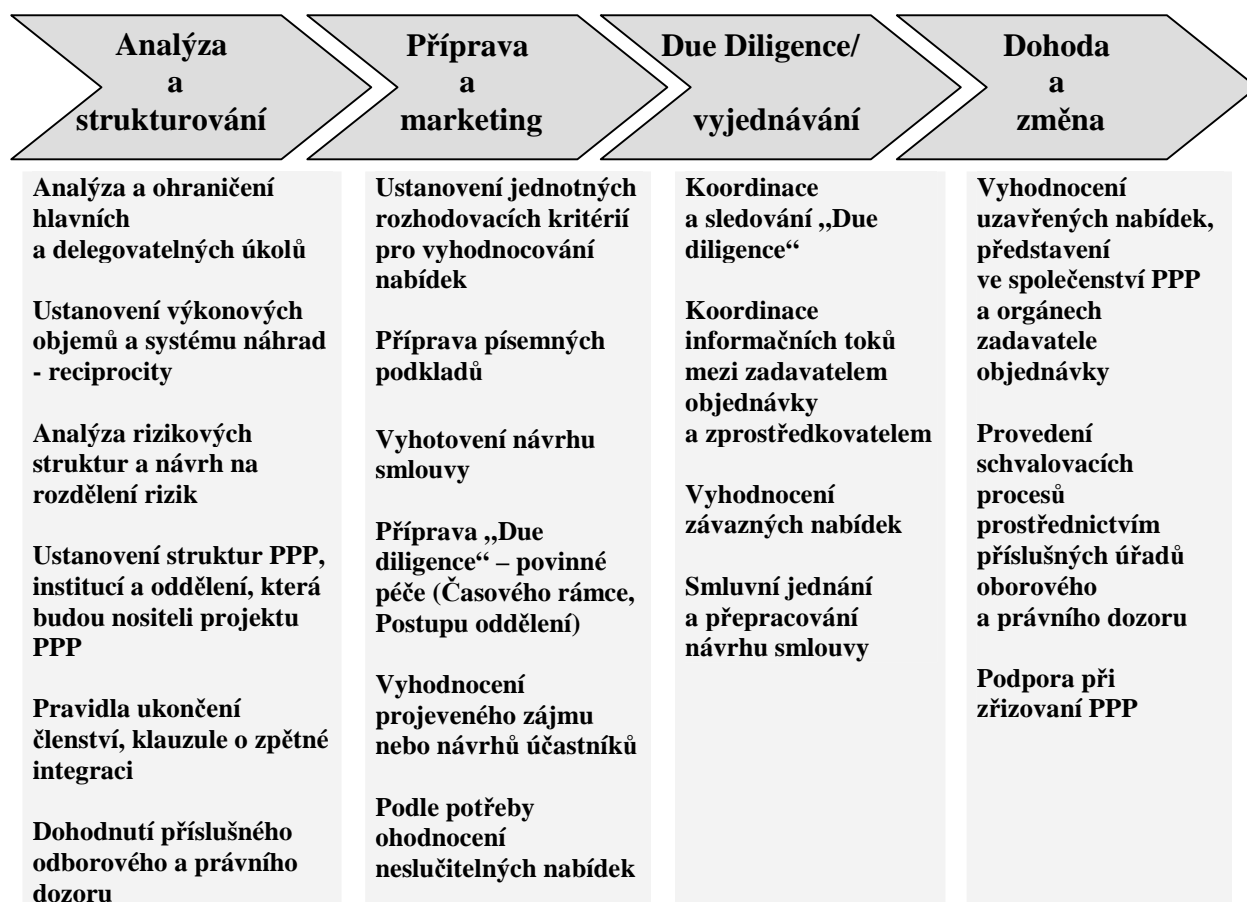 Analýza
a
strukturování
Příprava
a
marketing
Due Diligence/
vyjednávání
Dohoda
a
změna
Analýza a ohraničení
hlavních
a delegovatelných úkolů
Ustanovení výkonových
objemů a systému náhrad
- reciprocity
Analýza rizikových
struktur a návrh na
rozdělení rizik
Ustanovení struktur PPP,
institucí a oddělení, která
budou nositeli projektu
PPP
Pravidla ukončení
členství, klauzule o zpětné
integraci
Dohodnutí příslušného
odborového a právního
dozoru
Ustanovení jednotných
rozhodovacích kritérií
pro vyhodnocování
nabídek
Příprava písemných
podkladů
Vyhotovení návrhu
smlouvy
Příprava „Due
diligence“ – povinné
péče (Časového rámce,
Postupu oddělení)
Vyhodnocení
projeveného zájmu
nebo návrhů účastníků
Podle potřeby
ohodnocení
neslučitelných nabídek
Koordinace
a sledování „Due
diligence“
Koordinace
informačních toků
mezi zadavatelem
objednávky
a zprostředkovatelem
Vyhodnocení
závazných nabídek
Smluvní jednání
a přepracování
návrhu smlouvy
Vyhodnocení
uzavřených nabídek,
představení
ve společenství PPP
a orgánech
zadavatele
objednávky
Provedení
schvalovacích
procesů
prostřednictvím
příslušných úřadů
oborového
a právního dozoru
Podpora při
zřizovaní PPP